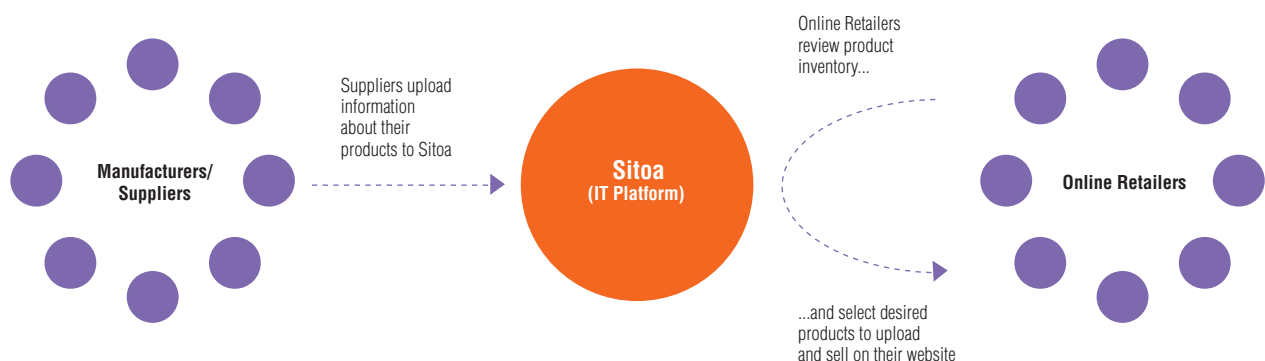 Manufacturers/
Suppliers
Suppliers upload
information
about their
products to Sitoa
Sitoa
(IT Platform)
Online Retailers
review product
inventory...
...and select desired
products to upload
and sell on their website
Online Retailers